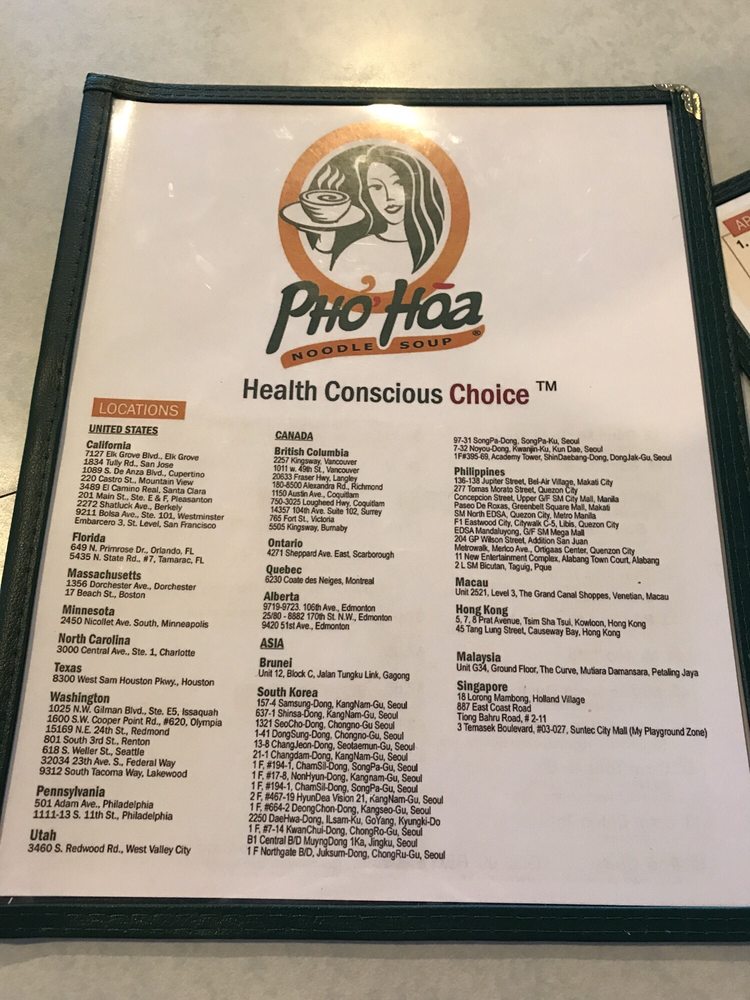 PHỞ HÒA
NOODLE SOUP ®
Health Conscious Choice ™
LOCATIONS
UNITED STATES
California
7127 Elk Grove Blvd., Elk Grove
1834 Tully Rd., San Jose
1089 S. De Anza Blvd., Cupertino
220 Castro St., Mountain View
3489 El Camino Real, Santa Clara
201 Main St., Ste. E & F, Pleasanton
2272 Shatluck Ave., Berkely
9211 Bolsa Ave., Ste. 101, Westminster
Embarcero 3, St. Level, San Francisco
Florida
649 N. Primrose Dr., Orlando, FL
5435 N. State Rd., #7, Tamarac, FL
Massachusetts
1356 Dorchester Ave., Dorchester
17 Beach St., Boston
Minnesota
2450 Nicollet Ave. South, Minneapolis
North Carolina
3000 Central Ave., Ste. 1, Charlotte
Texas
8300 West Sam Houston Pkwy., Houston
Washington
1025 N.W. Gilman Blvd., Ste. E5, Issaquah
1600 S.W. Cooper Point Rd., #620, Olympia
15169 N.E. 24th St., Redmond
801 South 3rd St., Renton
618 S. Weller St., Seattle
32034 23th Ave. S., Federal Way
9312 South Tacoma Way, Lakewood
Pennsylvania
501 Adam Ave., Philadelphia
1111-13 S. 11th St., Philadelphia
Utah
3460 S. Redwood Rd., West Valley City
CANADA
British Columbia
2257 Kingsway, Vancouver
1011 w. 49th St., Vancouver
20633 Fraser Hwy, Langley
180-8500 Alexandra Rd., Richmond
1150 Austin Ave., Coquitlam
750-3025 Lougheed Hwy, Coquitlam
14357 104th Ave. Suite 102, Surrey
765 Fort St., Victoria
5505 Kingsway, Burnaby
Ontario
4271 Sheppard Ave. East, Scarborough
Quebec
6230 Coate des Neiges, Montreal
Alberta
9719-9723. 106th Ave., Edmonton
25/80 - 8882 170th St. N.W., Edmonton
9420 51st Ave., Edmonton
ASIA
Brunei
Unit 12, Block C, Jalan Tungku Link, Gagong
South Korea
157-4 Samsung-Dong, KangNam-Gu, Seoul
637-1 Shinsa-Dong, KangNam-Gu, Seoul
1321 SeoCho-Dong, Chongno-Gu Seoul
1-41 DongSung-Dong, Chongno-Gu, Seoul
13-8 ChangJeon-Dong, Seotaemun-Gu, Seoul
21-1 Changdam-Dong, KangNam-Gu, Seoul
1 F, #194-1, ChamSil-Dong, SongPa-Gu, Seoul
1 F, #17-8, NonHyun-Dong, Kangnam-Gu, Seoul
1 F, #194-1, ChamSil-Dong, SongPa-Gu, Seoul
2 F, #467-19 HyunDea Vision 21, KangNam-Gu, Seoul
1 F, #664-2 DeongChon-Dong, Kangseo-Gu, Seoul
2250 DaeHwa-Dong, ILsam-Ku, GoYang, Kyungki-Do
1 F, #7-14 KwanChul-Dong, ChongRo-Gu, Seoul
B1 Central B/D MuyngDong 1Ka, Jingku, Seoul
1 F Northgate B/D, Juksum-Dong, ChongRu-Gu, Seoul
97-31 SongPa-Dong, SongPa-Ku, Seoul
7-32 Noyou-Dong, Kwanjin-Ku, Kun Dae, Seoul
1F#395-69, Academy Tower, ShinDaebang-Dong, DongJak-Gu, Seoul
Philippines
136-138 Jupiter Street, Bel-Air Village, Makati City
277 Tomas Morato Street, Quezon City
Concepcion Street, Upper G/F SM City Mall, Manila
Paseo De Roxas, Greenbelt Square Mall, Makati
SM North EDSA, Quezon City, Metro Manila
F1 Eastwood City, Citywalk C-5, Libis, Quezon City
EDSA Mandaluyong, G/F SM Mega Mall
204 GP Wilson Street, Addition San Juan
Metrowalk, Merlco Ave., Ortigaas Center, Quenzon City
11 New Entertainment Complex, Alabang Town Court, Alabang
2 L SM Bicutan, Taguig, Pque
Macau
Unit 2521, Level 3, The Grand Canal Shoppes, Venetian, Macau
Hong Kong
5, 7, 8 Prat Avenue, Tsim Sha Tsui, Kowloon, Hong Kong
45 Tang Lung Street, Causeway Bay, Hong Kong
Malaysia
Unit G34, Ground Floor, The Curve, Mutiara Damansara, Petaling Jaya
Singapore
18 Lorong Mambong, Holland Village
887 East Coast Road
Tiong Bahru Road, # 2-11
3 Temasek Boulevard, #03-027, Suntec City Mall (My Playground Zone)
1.